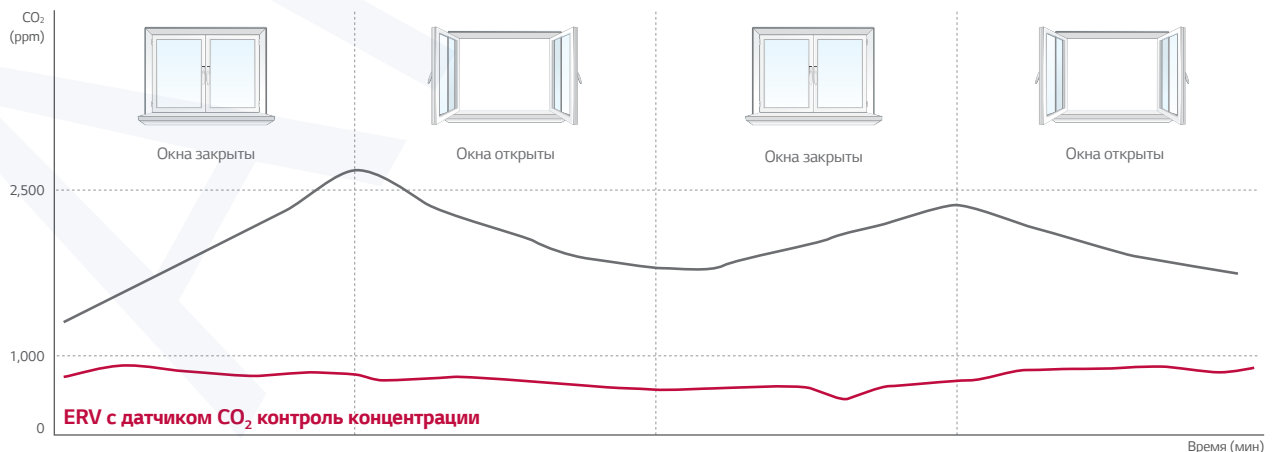 CO₂
(ppm)
Окна закрыты
Окна открыты
Окна закрыты
Окна открыты
2,500
1,000
ERV с датчиком CO₂ контроль концентрации
0
Время (мин)